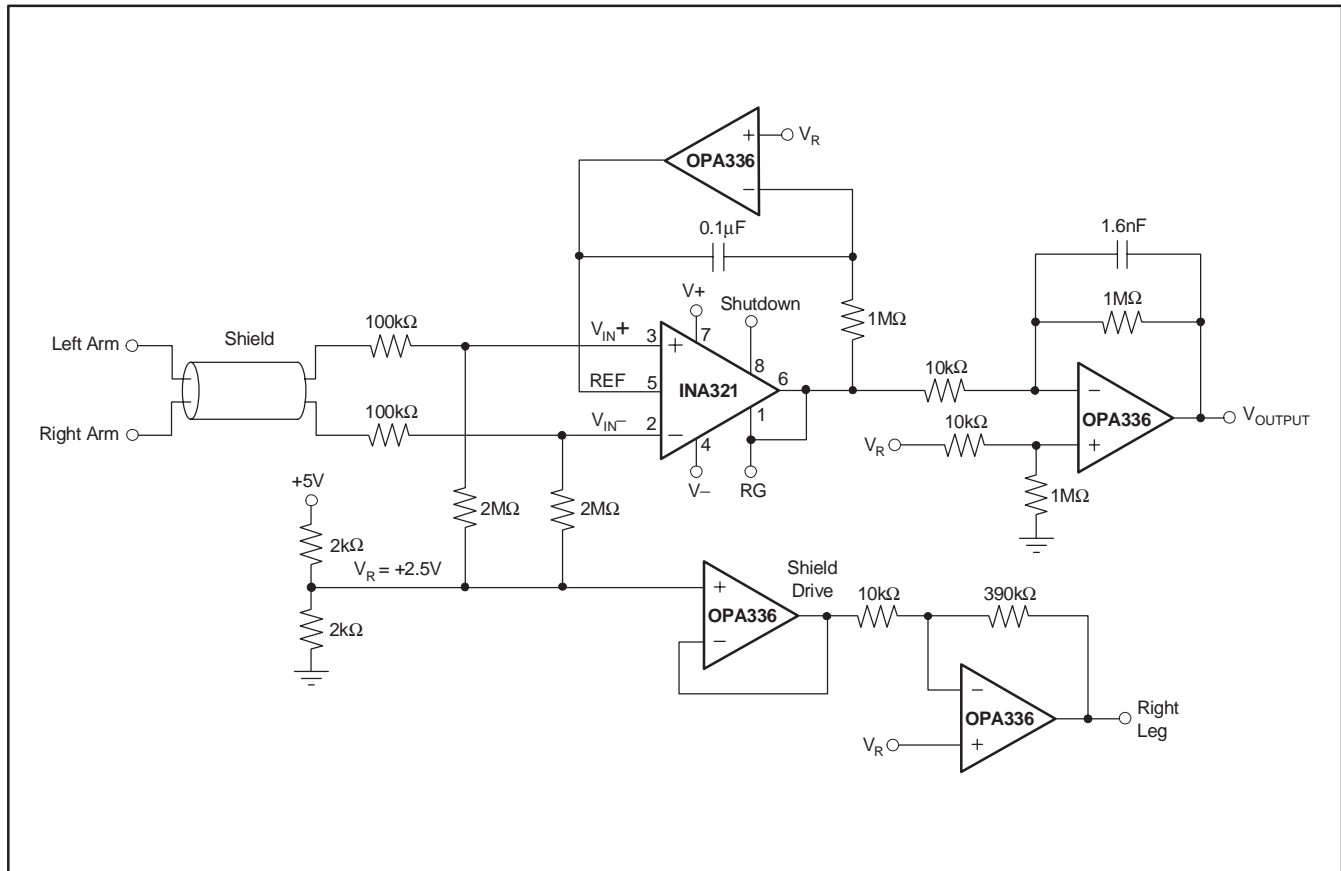 OPA336
+
−
V_R
0.1μF
1.6nF
1MΩ
V+
Shutdown
7
8
1MΩ
Left Arm
Shield
100kΩ
V_IN+
3
+
REF
5
INA321
6
10kΩ
−
OPA336
+
V_OUTPUT
Right Arm
100kΩ
V_IN−
2
−
4
1
V_R
10kΩ
V−
RG
1MΩ
+5V
2MΩ
2MΩ
2kΩ
V_R = +2.5V
2kΩ
+
OPA336
−
Shield
Drive
10kΩ
390kΩ
−
OPA336
+
V_R
Right
Leg